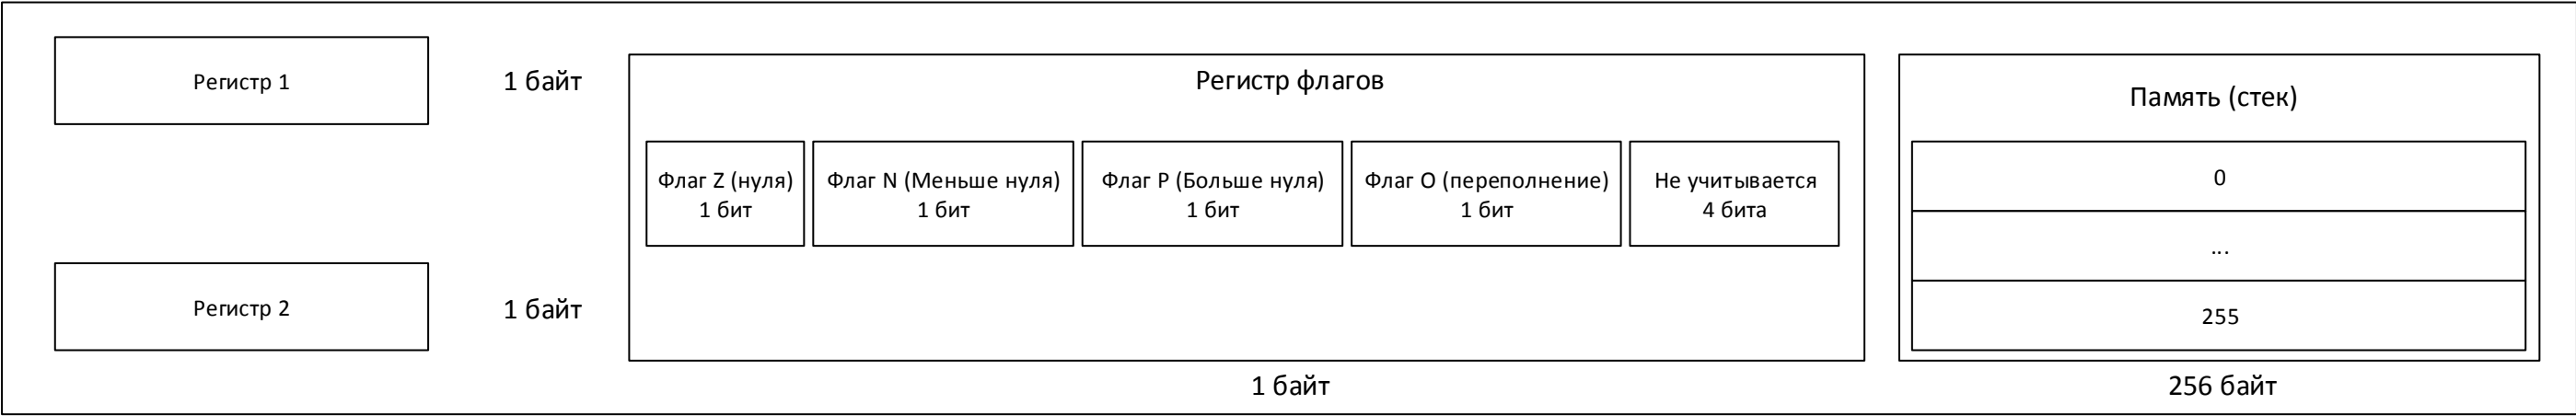 Регистр 1
1 байт
Регистр 2
1 байт
Регистр флагов
Флаг Z (нуля)
1 бит
Флаг N (Меньше нуля)
1 бит
Флаг P (Больше нуля)
1 бит
Флаг O (переполнение)
1 бит
Не учитывается
4 бита
1 байт
Память (стек)
0
...
255
256 байт